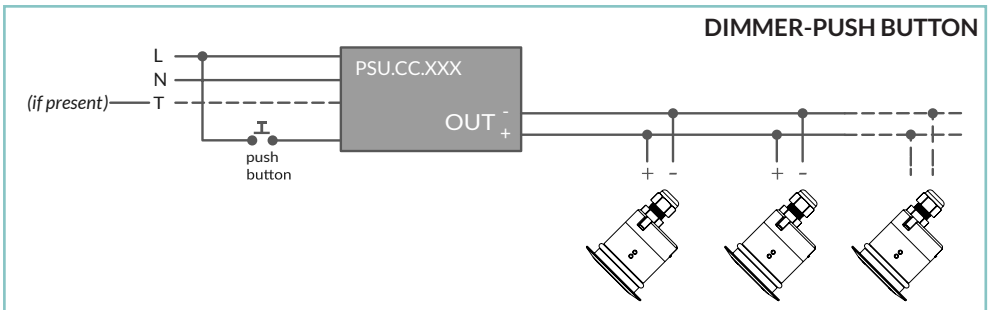 DIMMER-PUSH BUTTON
L
N
(if present) T
PSU.CC.XXX
OUT -
+
push
button
+ - + -